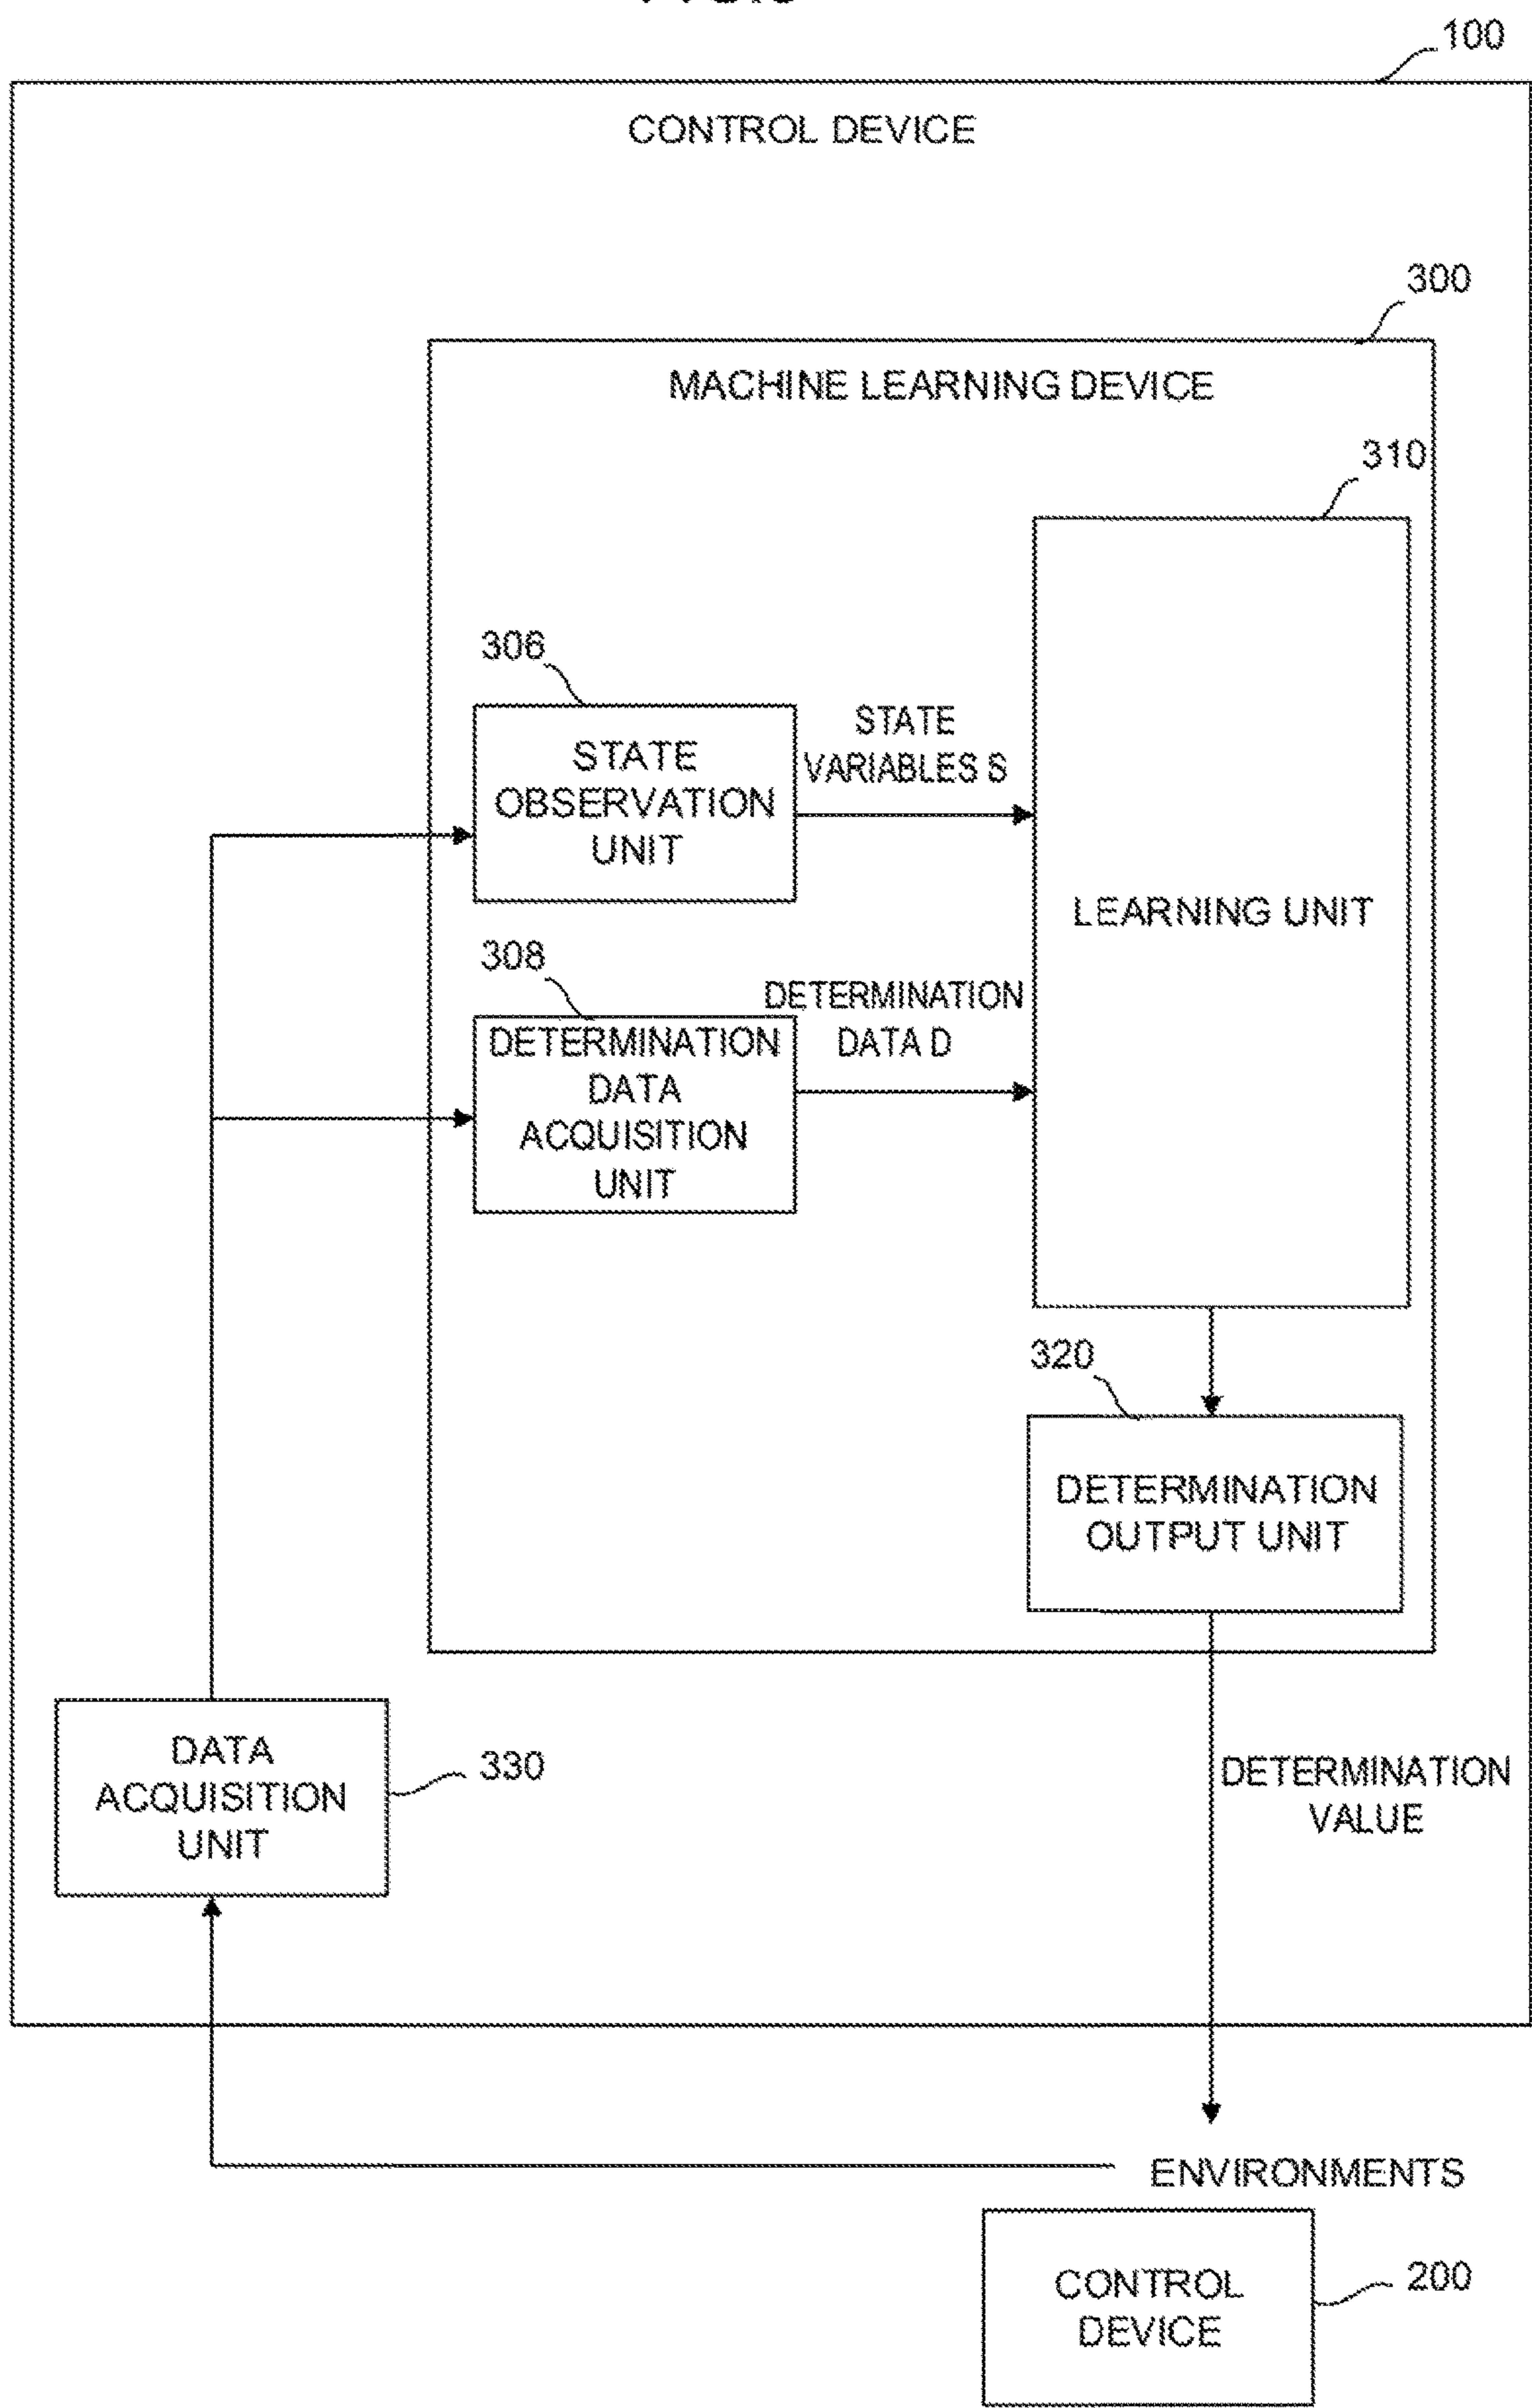 100
CONTROL DEVICE
300
MACHINE LEARNING DEVICE
310
306
STATE
OBSERVATION
UNIT
STATE
VARIABLES S
LEARNING UNIT
308
DETERMINATION
DATA
ACQUISITION
UNIT
DETERMINATION
DATA D
320
DETERMINATION
OUTPUT UNIT
DATA
ACQUISITION
UNIT
330
DETERMINATION
VALUE
ENVIRONMENTS
CONTROL
DEVICE
200